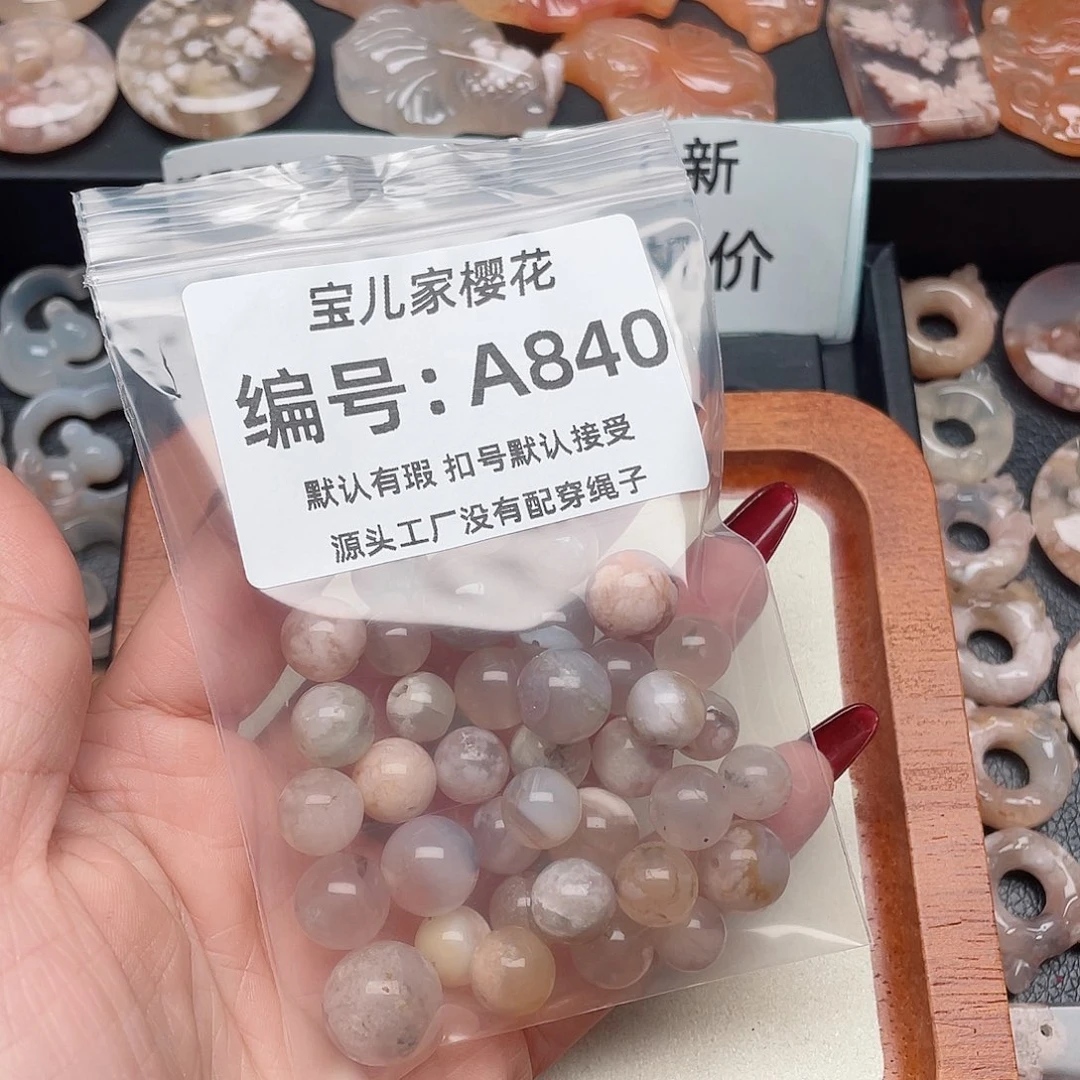 新
价
宝儿家樱花
编号:A840
默认有瑕 扣号默认接受
源头工厂没有配穿绳子